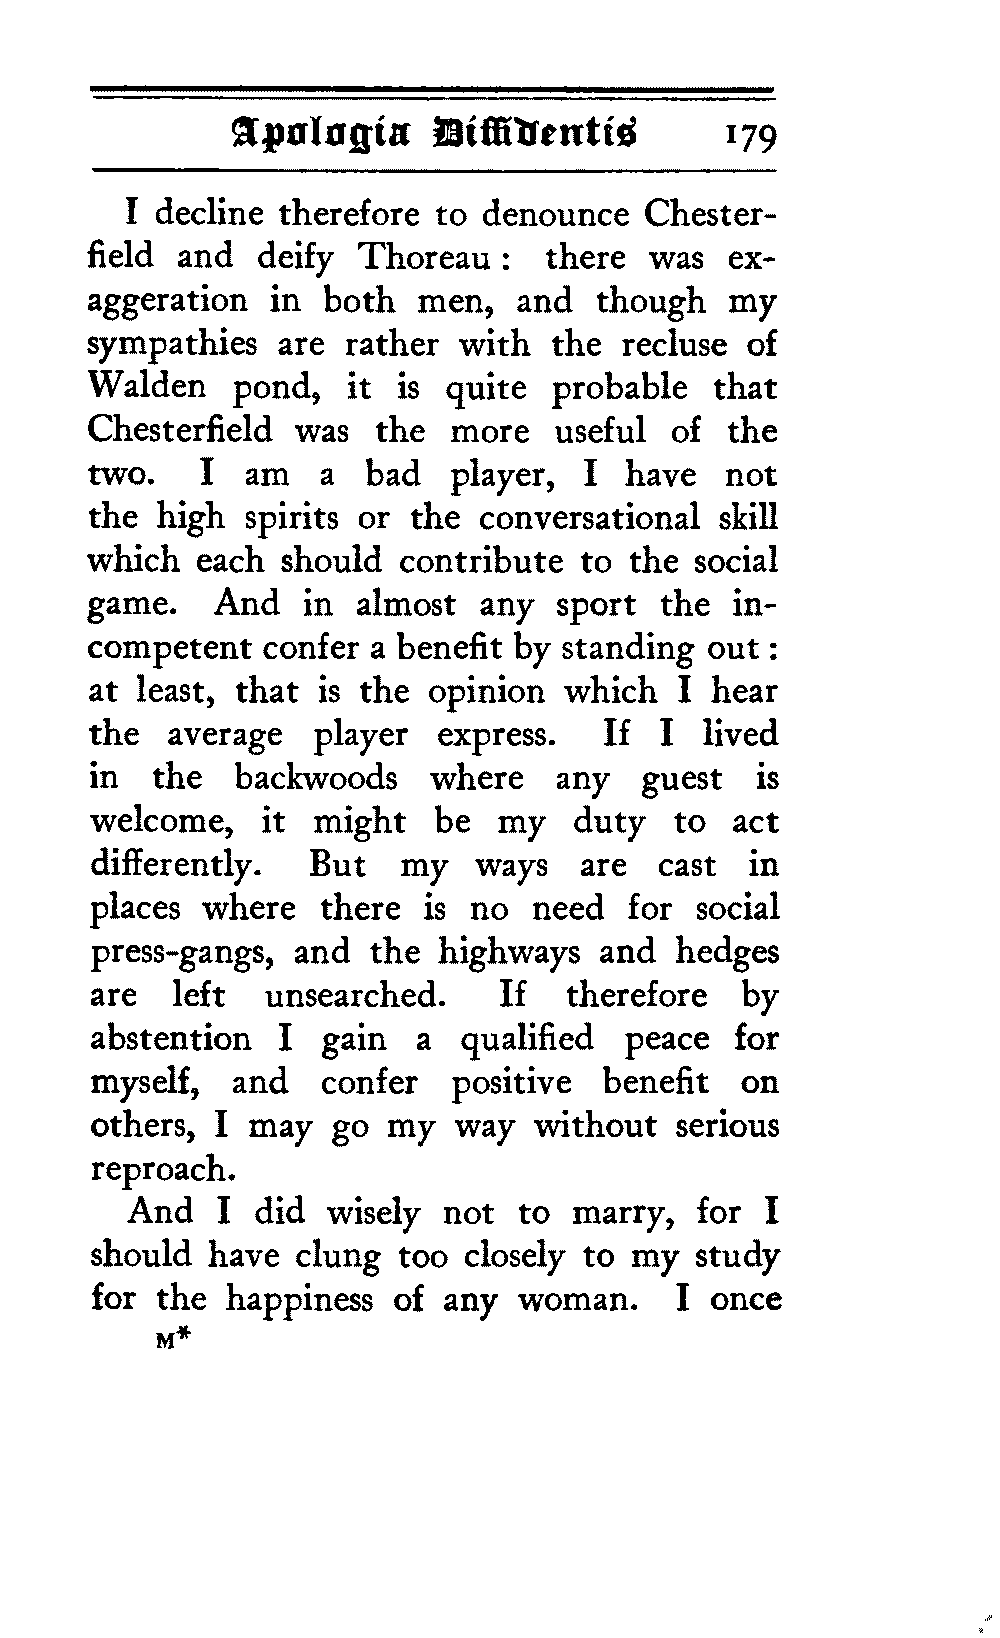 Apologia Diffidentis 179
I decline therefore to denounce Chester-
field and deify Thoreau : there was ex-
aggeration in both men, and though my
sympathies are rather with the recluse of
Walden pond, it is quite probable that
Chesterfield was the more useful of the
two. I am a bad player, I have not
the high spirits or the conversational skill
which each should contribute to the social
game. And in almost any sport the in-
competent confer a benefit by standing out :
at least, that is the opinion which I hear
the average player express. If I lived
in the backwoods where any guest is
welcome, it might be my duty to act
differently. But my ways are cast in
places where there is no need for social
press-gangs, and the highways and hedges
are left unsearched. If therefore by
abstention I gain a qualified peace for
myself, and confer positive benefit on
others, I may go my way without serious
reproach.
And I did wisely not to marry, for I
should have clung too closely to my study
for the happiness of any woman. I once
M*